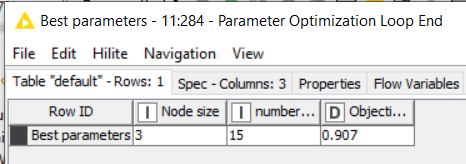 Best parameters - 11:284 - Parameter Optimization Loop End
File Edit Hilite Navigation View
Table "default" - Rows: 1 Spec - Columns: 3 Properties Flow Variables
Row ID I Node size I number... D Objecti...
Best parameters 3 15 0.907